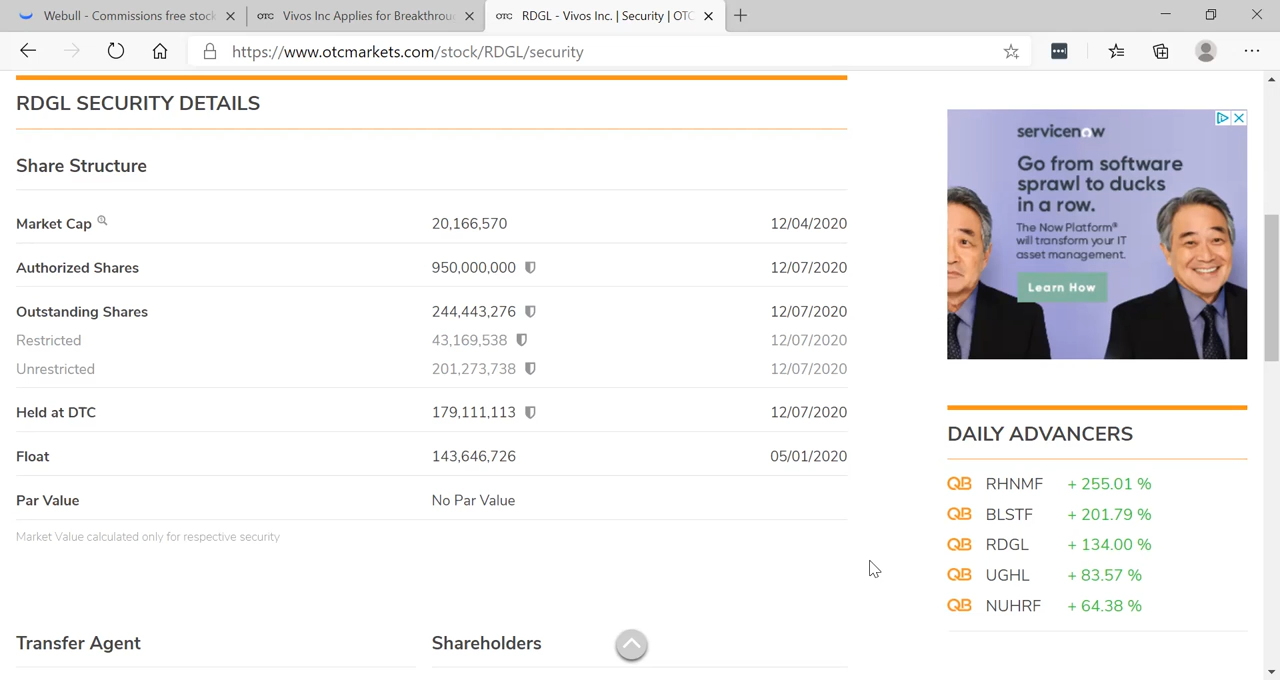 Webull - Commissions free stock
OTC Vivos Inc Applies for Breakthrou
OTC RDGL - Vivos Inc. | Security | OTC
https://www.otcmarkets.com/stock/RDGL/security
RDGL SECURITY DETAILS
Share Structure
Market Cap 20,166,570 12/04/2020
Authorized Shares 950,000,000 12/07/2020
Outstanding Shares 244,443,276 12/07/2020
Restricted 43,169,538 12/07/2020
Unrestricted 201,273,738 12/07/2020
Held at DTC 179,111,113 12/07/2020
Float 143,646,726 05/01/2020
Par Value No Par Value
Market Value calculated only for respective security
Transfer Agent Shareholders
servicenow
Go from software
sprawl to ducks
in a row.
The Now Platform®
will transform your IT
asset management.
Learn How
DAILY ADVANCERS
QB RHNMF + 255.01 %
QB BLSTF + 201.79 %
QB RDGL + 134.00 %
QB UGHL + 83.57 %
QB NUHRF + 64.38 %